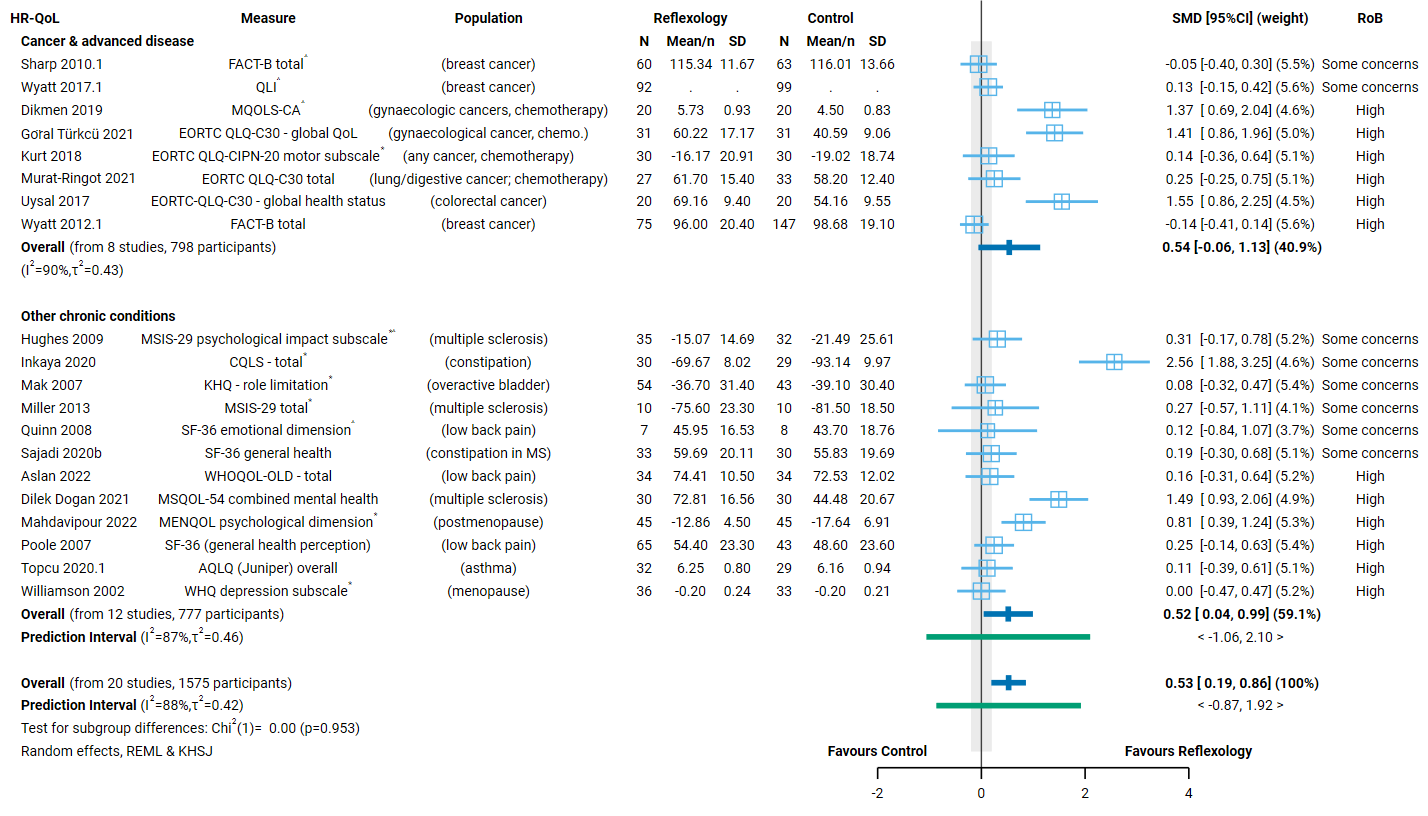 HR-QoL Measure Population Reflexology Control SMD [95%CI] (weight) RoB
Cancer & advanced disease N Mean/n SD N Mean/n SD
Sharp 2010.1 FACT-B total^ (breast cancer) 60 115.34 11.67 63 116.01 13.66 -0.05 [-0.40, 0.30] (5.5%) Some concerns
Wyatt 2017.1 QLI^ (breast cancer) 92 . . 99 . . 0.13 [-0.15, 0.42] (5.6%) Some concerns
Dikmen 2019 MQOLS-CA^ (gynaecologic cancers, chemotherapy) 20 5.73 0.93 20 4.50 0.83 1.37 [0.69, 2.04] (4.6%) High
Goral Türkcü 2021 EORTC QLQ-C30 - global QoL (gynaecological cancer, chemo.) 31 60.22 17.17 31 40.59 9.06 1.41 [0.86, 1.96] (5.0%) High
Kurt 2018 EORTC QLQ-CIPN-20 motor subscale* (any cancer, chemotherapy) 30 -16.17 20.91 30 -19.02 18.74 0.14 [-0.36, 0.64] (5.1%) High
Murat-Ringot 2021 EORTC QLQ-C30 total (lung/digestive cancer; chemotherapy) 27 61.70 15.40 33 58.20 12.40 0.25 [-0.25, 0.75] (5.1%) High
Uysal 2017 EORTC-QLQ-C30 - global health status (colorectal cancer) 20 69.16 9.40 20 54.16 9.55 1.55 [0.86, 2.25] (4.5%) High
Wyatt 2012.1 FACT-B total (breast cancer) 75 96.00 20.40 147 98.68 19.10 -0.14 [-0.41, 0.14] (5.6%) High
Overall (from 8 studies, 798 participants) 0.54 [-0.06, 1.13] (40.9%)
(I²=90%,τ²=0.43)
Other chronic conditions
Hughes 2009 MSIS-29 psychological impact subscale*^ (multiple sclerosis) 35 -15.07 14.69 32 -21.49 25.61 0.31 [-0.17, 0.78] (5.2%) Some concerns
Inkaya 2020 CQLS - total* (constipation) 30 -69.67 8.02 29 -93.14 9.97 2.56 [1.88, 3.25] (4.6%) Some concerns
Mak 2007 KHQ - role limitation* (overactive bladder) 54 -36.70 31.40 43 -39.10 30.40 0.08 [-0.32, 0.47] (5.4%) Some concerns
Miller 2013 MSIS-29 total* (multiple sclerosis) 10 -75.60 23.30 10 -81.50 18.50 0.27 [-0.57, 1.11] (4.1%) Some concerns
Quinn 2008 SF-36 emotional dimension^ (low back pain) 7 45.95 16.53 8 43.70 18.76 0.12 [-0.84, 1.07] (3.7%) Some concerns
Sajadi 2020b SF-36 general health (constipation in MS) 33 59.69 20.11 30 55.83 19.69 0.19 [-0.30, 0.68] (5.1%) Some concerns
Aslan 2022 WHOQOL-OLD - total (low back pain) 34 74.41 10.50 34 72.53 12.02 0.16 [-0.31, 0.64] (5.2%) High
Dilek Dogan 2021 MSQOL-54 combined mental health (multiple sclerosis) 30 72.81 16.56 30 44.48 20.67 1.49 [0.93, 2.06] (4.9%) High
Mahdavipour 2022 MENQOL psychological dimension* (postmenopause) 45 -12.86 4.50 45 -17.64 6.91 0.81 [0.39, 1.24] (5.3%) High
Poole 2007 SF-36 (general health perception) (low back pain) 65 54.40 23.30 43 48.60 23.60 0.25 [-0.14, 0.63] (5.4%) High
Topcu 2020.1 AQLQ (Juniper) overall (asthma) 32 6.25 0.80 29 6.16 0.94 0.11 [-0.39, 0.61] (5.1%) High
Williamson 2002 WHQ depression subscale* (menopause) 36 -0.20 0.24 33 -0.20 0.21 0.00 [-0.47, 0.47] (5.2%) High
Overall (from 12 studies, 777 participants) 0.52 [ 0.04, 0.99] (59.1%)
Prediction Interval (I²=87%,τ²=0.46) < -1.06, 2.10 >
Overall (from 20 studies, 1575 participants) 0.53 [ 0.19, 0.86] (100%)
Prediction Interval (I²=88%,τ²=0.42) < -0.87, 1.92 >
Test for subgroup differences: Chi²(1)= 0.00 (p=0.953)
Random effects, REML & KHSJ Favours Control Favours Reflexology
-2 0 2 4